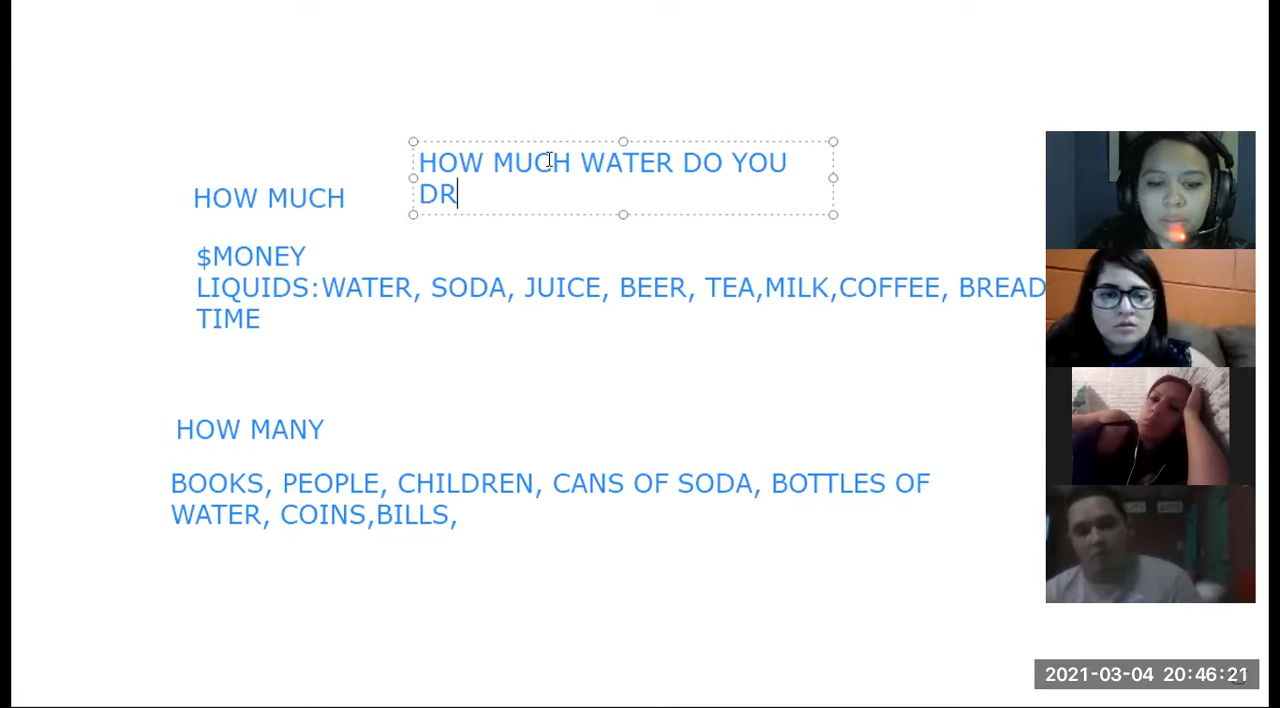 HOW MUCH WATER DO YOU
DR
HOW MUCH
$MONEY
LIQUIDS:WATER, SODA, JUICE, BEER, TEA,MILK,COFFEE, BREAD
TIME
HOW MANY
BOOKS, PEOPLE, CHILDREN, CANS OF SODA, BOTTLES OF
WATER, COINS,BILLS,
2021-03-04 20:46:21